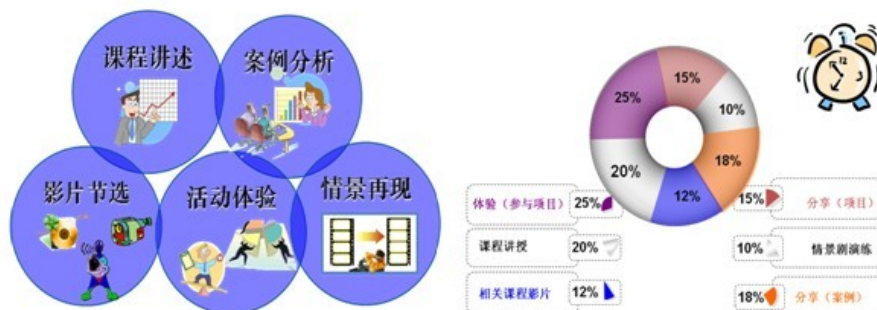 课程讲述
案例分析
影片节选
活动体验
情景再现
15%
25%
10%
20%
18%
12%
体验（参与项目） 25%
15% 分享（项目）
课程讲授 20%
10% 情景剧演练
相关课程影片 12%
18% 分享（案例）